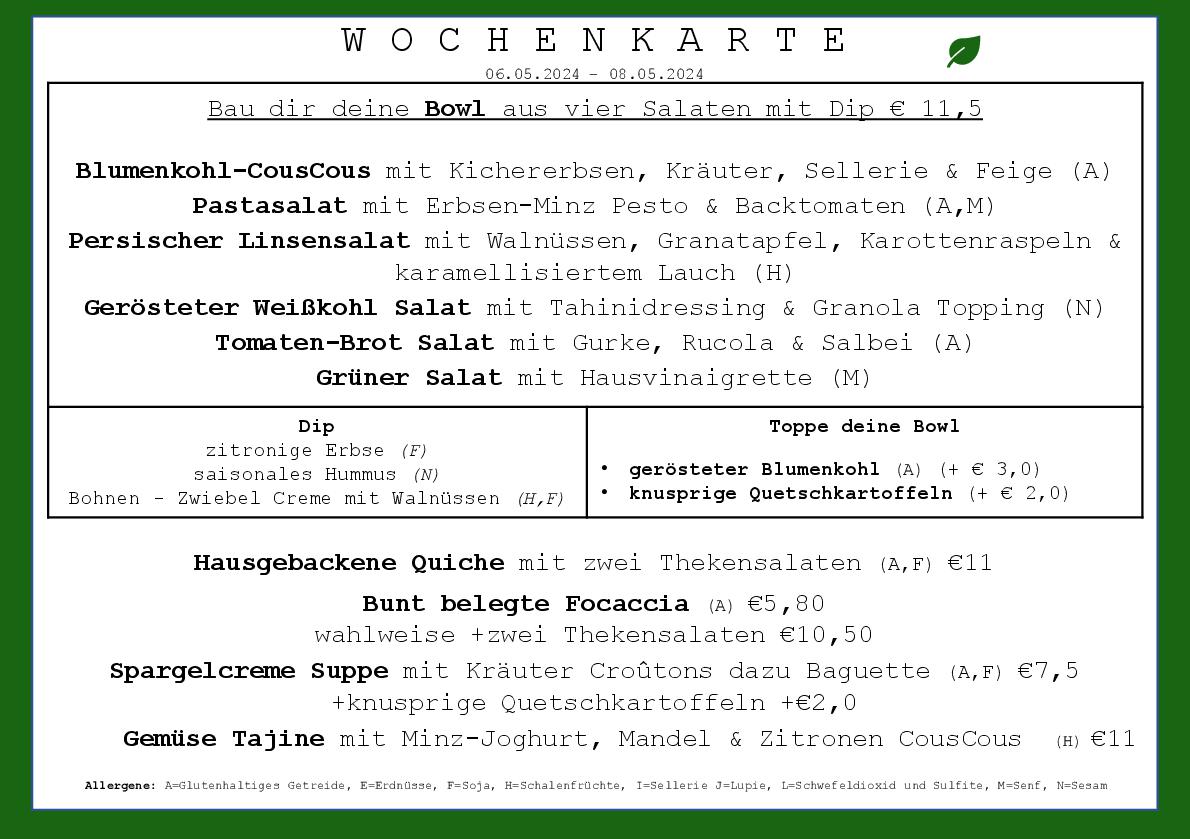 WOCHENKARTE
06.05.2024 – 08.05.2024
Bau dir deine Bowl aus vier Salaten mit Dip € 11,5
Blumenkohl-CousCous mit Kichererbsen, Kräuter, Sellerie & Feige (A)
Pastasalat mit Erbsen-Minz Pesto & Backtomaten (A,M)
Persischer Linsensalat mit Walnüssen, Granatapfel, Karottenraspeln &
karamellisiertem Lauch (H)
Gerösteter Weißkohl Salat mit Tahinidressing & Granola Topping (N)
Tomaten-Brot Salat mit Gurke, Rucola & Salbei (A)
Grüner Salat mit Hausvinaigrette (M)
Dip
zitronige Erbse (F)
saisonales Hummus (N)
Bohnen – Zwiebel Creme mit Walnüssen (H,F)
Toppe deine Bowl
• gerösteter Blumenkohl (A) (+ € 3,0)
• knusprige Quetschkartoffeln (+ € 2,0)
Hausgebackene Quiche mit zwei Thekensalaten (A,F) €11
Bunt belegte Focaccia (A) €5,80
wahlweise +zwei Thekensalaten €10,50
Spargelcreme Suppe mit Kräuter Croûtons dazu Baguette (A,F) €7,5
+knusprige Quetschkartoffeln +€2,0
Gemüse Tajine mit Minz-Joghurt, Mandel & Zitronen CousCous (H) €11
Allergene: A=Glutenhaltiges Getreide, E=Erdnüsse, F=Soja, H=Schalenfrüchte, I=Sellerie J=Lupie, L=Schwefeldioxid und Sulfite, M=Senf, N=Sesam